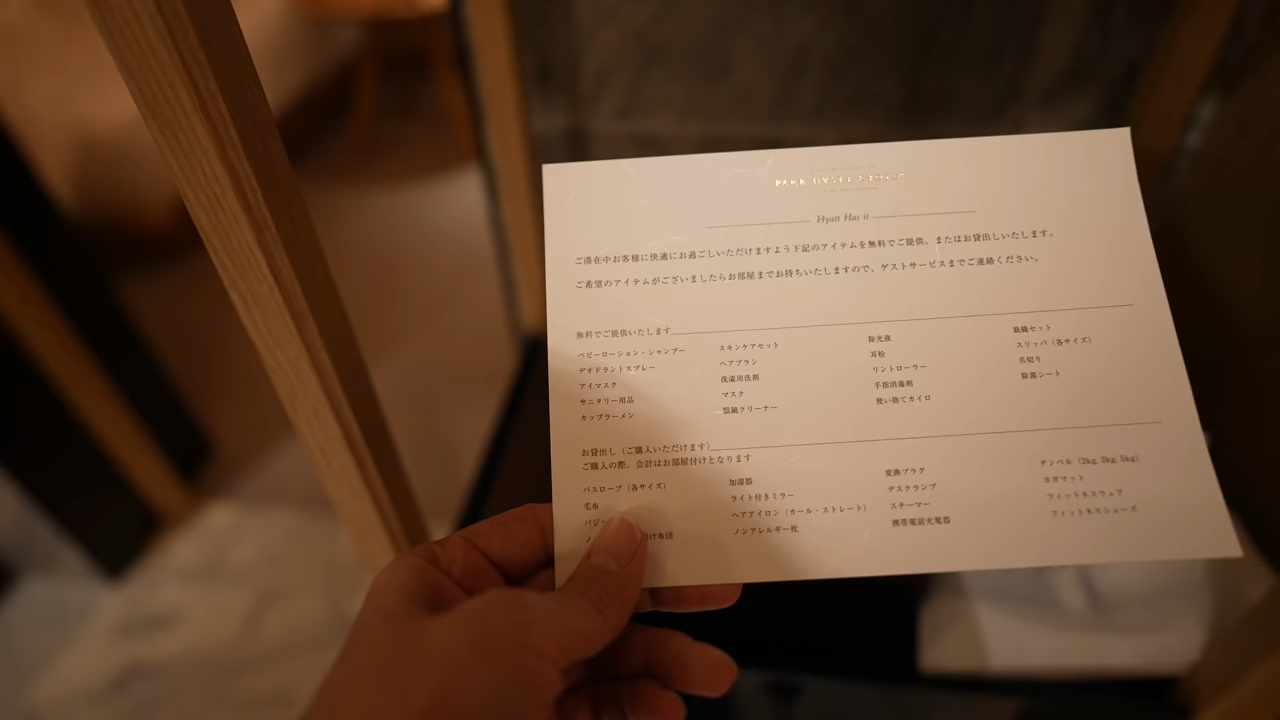 PARK HYATT KYOTO
Hyatt Has it
ご滞在中お客様に快適にお過ごしいただけますよう下記のアイテムを無料でご提供、またはお貸出しいたします。
ご希望のアイテムがございましたらお部屋までお持ちいたしますので、ゲストサービスまでご連絡ください。
無料でご提供いたします
ベビーローション・シャンプー
デオドラントスプレー
アイマスク
サニタリー用品
カップラーメン
スキンケアセット
ヘアブラシ
洗濯用洗剤
マスク
眼鏡クリーナー
除光液
耳栓
リントローラー
手指消毒剤
使い捨てカイロ
裁縫セット
スリッパ（各サイズ）
爪切り
除菌シート
お貸出し（ご購入いただけます）
ご購入の際、会計はお部屋付けとなります
バスローブ（各サイズ）
毛布
パジ
ノ け布団
加湿器
ライト付きミラー
ヘアアイロン（カール・ストレート）
ノンアレルギー枕
変換プラグ
デスクランプ
スチーマー
携帯電話充電器
ダンベル（2kg, 3kg, 5kg）
ヨガマット
フィットネスウェア
フィットネスシューズ